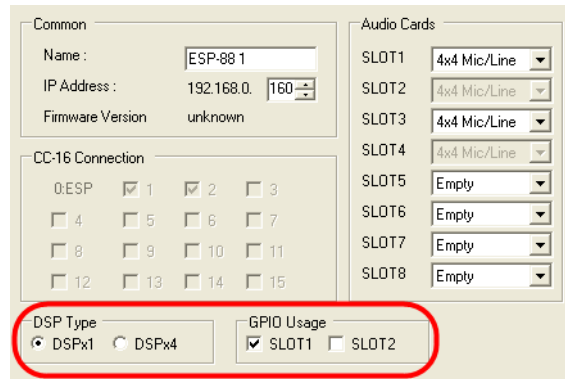 Common
Name : ESP-88 1
IP Address : 192.168.0. 160
Firmware Version unknown
CC-16 Connection
0:ESP 1 2 3
4 5 6 7
8 9 10 11
12 13 14 15
Audio Cards
SLOT1 4x4 Mic/Line
SLOT2 4x4 Mic/Line
SLOT3 4x4 Mic/Line
SLOT4 4x4 Mic/Line
SLOT5 Empty
SLOT6 Empty
SLOT7 Empty
SLOT8 Empty
DSP Type
DSPx1 DSPx4
GPIO Usage
SLOT1 SLOT2